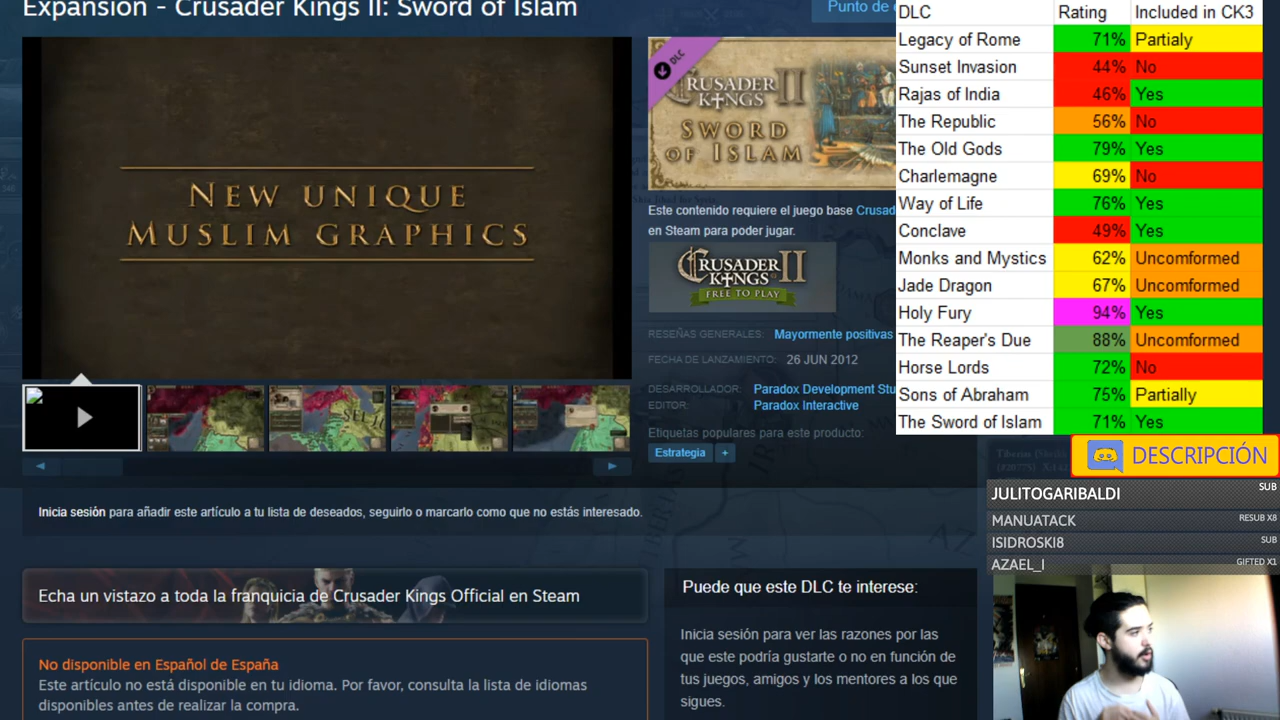 Expansion - Crusader Kings II: Sword of Islam
Punto de
NEW UNIQUE
MUSLIM GRAPHICS
DLC
CRUSADER
KINGS II
SWORD
OF ISLAM
Este contenido requiere el juego base Crusad
en Steam para poder jugar.
CRUSADER
KINGS II
FREE TO PLAY
RESEÑAS GENERALES: Mayormente positivas
FECHA DE LANZAMIENTO: 26 JUN 2012
DESARROLLADOR: Paradox Development Stu
EDITOR: Paradox Interactive
Etiquetas populares para este producto:
Estrategia +
Inicia sesión para añadir este artículo a tu lista de deseados, seguirlo o marcarlo como que no estás interesado.
Echa un vistazo a toda la franquicia de Crusader Kings Official en Steam
No disponible en Español de España
Este artículo no está disponible en tu idioma. Por favor, consulta la lista de idiomas
disponibles antes de realizar la compra.
Puede que este DLC te interese:
Inicia sesión para ver las razones por las
que este podría gustarte o no en función de
tus juegos, amigos y los mentores a los que
sigues.
DLC Rating Included in CK3
Legacy of Rome 71% Partialy
Sunset Invasion 44% No
Rajas of India 46% Yes
The Republic 56% No
The Old Gods 79% Yes
Charlemagne 69% No
Way of Life 76% Yes
Conclave 49% Yes
Monks and Mystics 62% Uncomformed
Jade Dragon 67% Uncomformed
Holy Fury 94% Yes
The Reaper's Due 88% Uncomformed
Horse Lords 72% No
Sons of Abraham 75% Partially
The Sword of Islam 71% Yes
DESCRIPCIÓN
JULITOGARIBALDI SUB
MANUATACK RESUB X8
ISIDROSKI8 SUB
AZAEL_I GIFTED X1